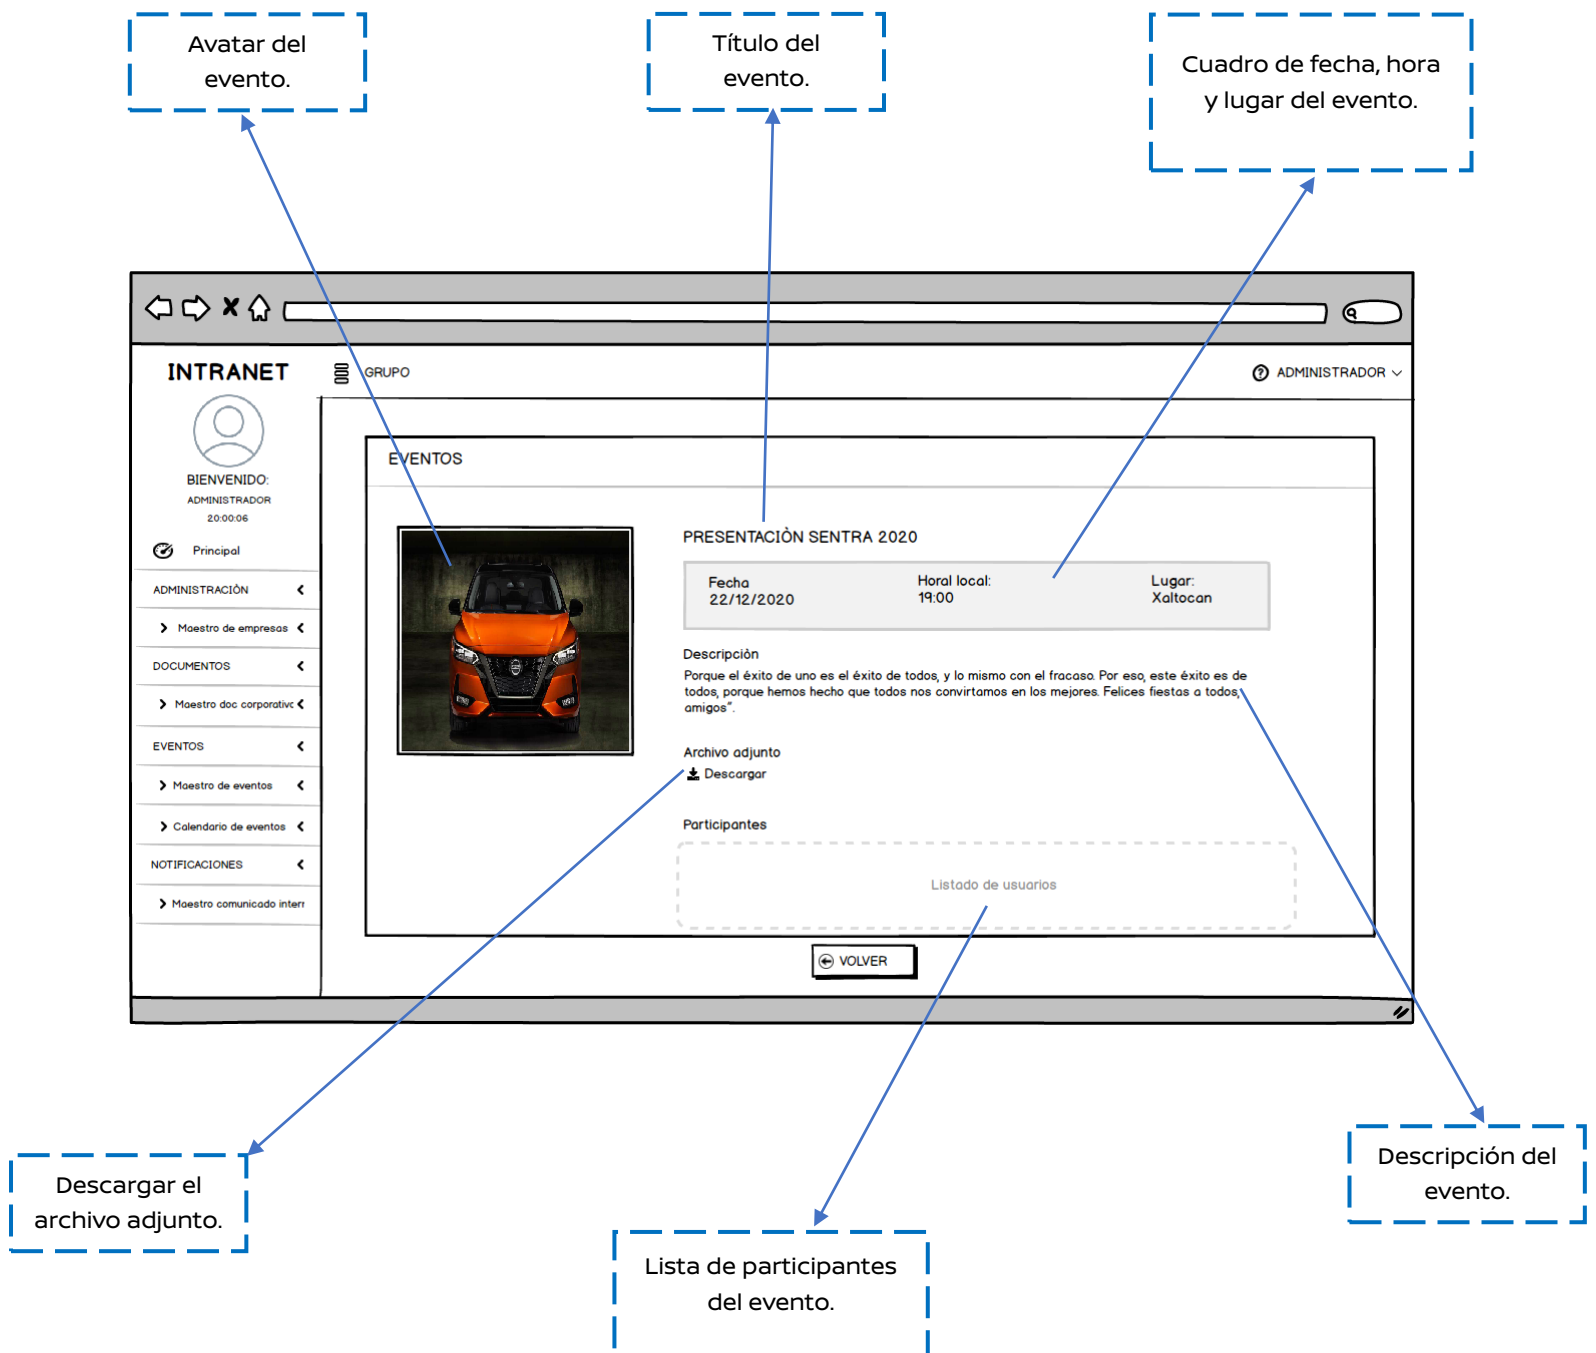 Avatar del
evento.
Título del
evento.
Cuadro de fecha, hora
y lugar del evento.
INTRANET
GRUPO
ADMINISTRADOR
BIENVENIDO:
ADMINISTRADOR
20:00:06
Principal
ADMINISTRACIÒN
Maestro de empresas
DOCUMENTOS
Maestro doc corporativc
EVENTOS
Maestro de eventos
Calendario de eventos
NOTIFICACIONES
Maestro comunicado interr
EVENTOS
PRESENTACIÒN SENTRA 2020
Fecha
22/12/2020
Horal local:
19:00
Lugar:
Xaltocan
Descripciòn
Porque el éxito de uno es el éxito de todos, y lo mismo con el fracaso. Por eso, este éxito es de
todos, porque hemos hecho que todos nos convirtamos en los mejores. Felices fiestas a todos,
amigos”.
Archivo adjunto
Descargar
Participantes
Listado de usuarios
VOLVER
Descargar el
archivo adjunto.
Lista de participantes
del evento.
Descripción del
evento.